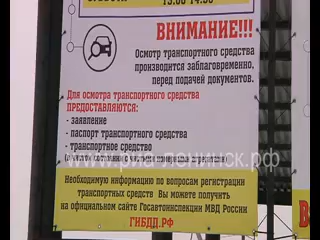 ВНИМАНИЕ!!!
Осмотр транспортного средства
производится заблаговременно,
перед подачей документов.
Для осмотра транспортного средства
ПРЕДОСТАВЛЯЮТСЯ:
- заявление
- паспорт транспортного средства
- транспортное средство
Необходимую информацию по вопросам регистрации
транспортных средств Вы можете получить
на официальном сайте Госавтоинспекции МВД России
ГИБДД.РФ